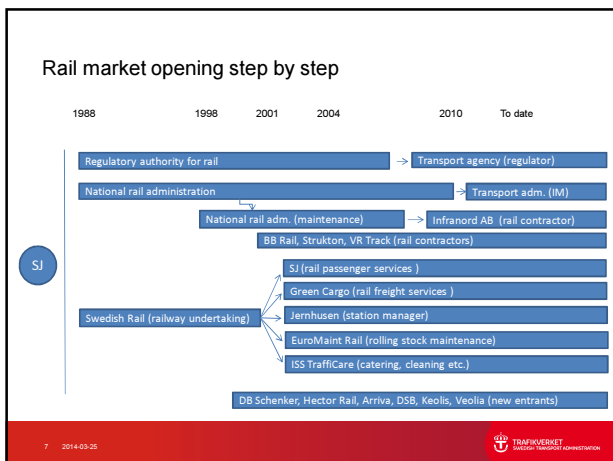 Rail market opening step by step
1988 1998 2001 2004 2010 To date
Regulatory authority for rail
Transport agency (regulator)
National rail administration
Transport adm. (IM)
National rail adm. (maintenance)
Infranord AB (rail contractor)
BB Rail, Strukton, VR Track (rail contractors)
SJ
SJ (rail passenger services )
Green Cargo (rail freight services )
Swedish Rail (railway undertaking)
Jernhusen (station manager)
EuroMaint Rail (rolling stock maintenance)
ISS TraffiCare (catering, cleaning etc.)
DB Schenker, Hector Rail, Arriva, DSB, Keolis, Veolia (new entrants)
7 2014-03-25
TRAFIKVERKET
SWEDISH TRANSPORT ADMINISTRATION